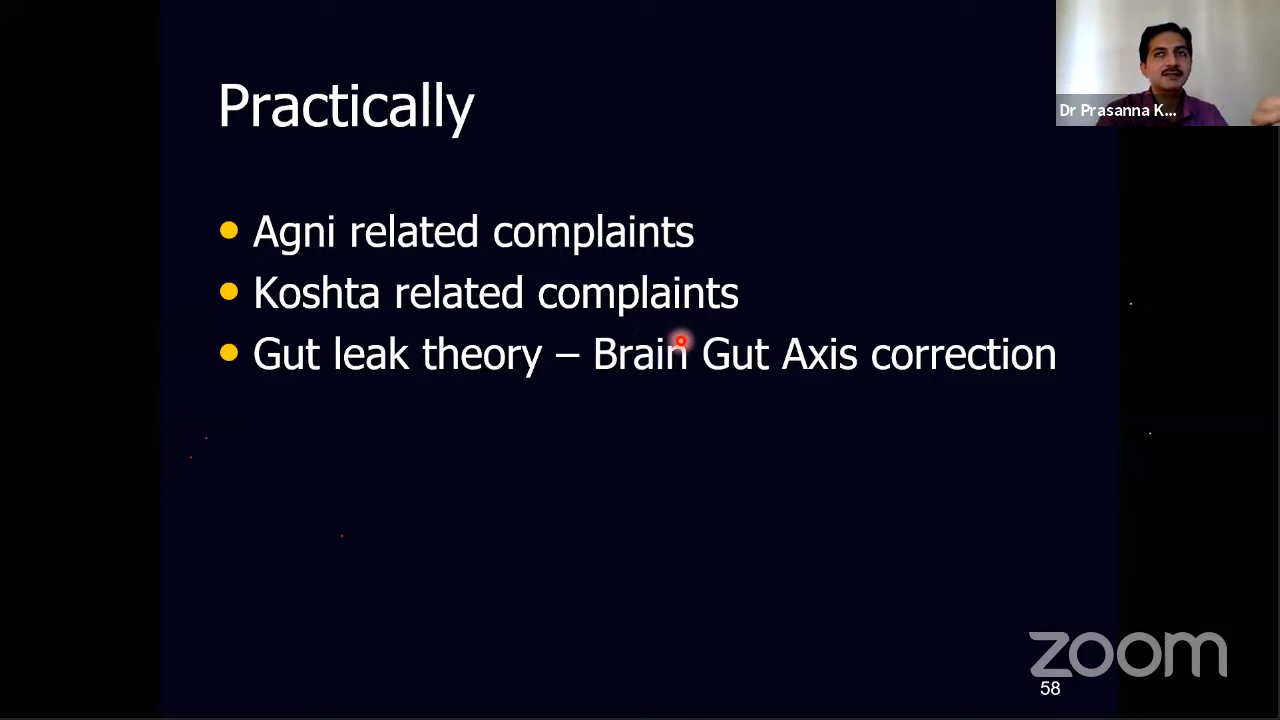 Practically
Dr Prasanna K...
Agni related complaints
Koshta related complaints
Gut leak theory – Brain Gut Axis correction
zoom
58